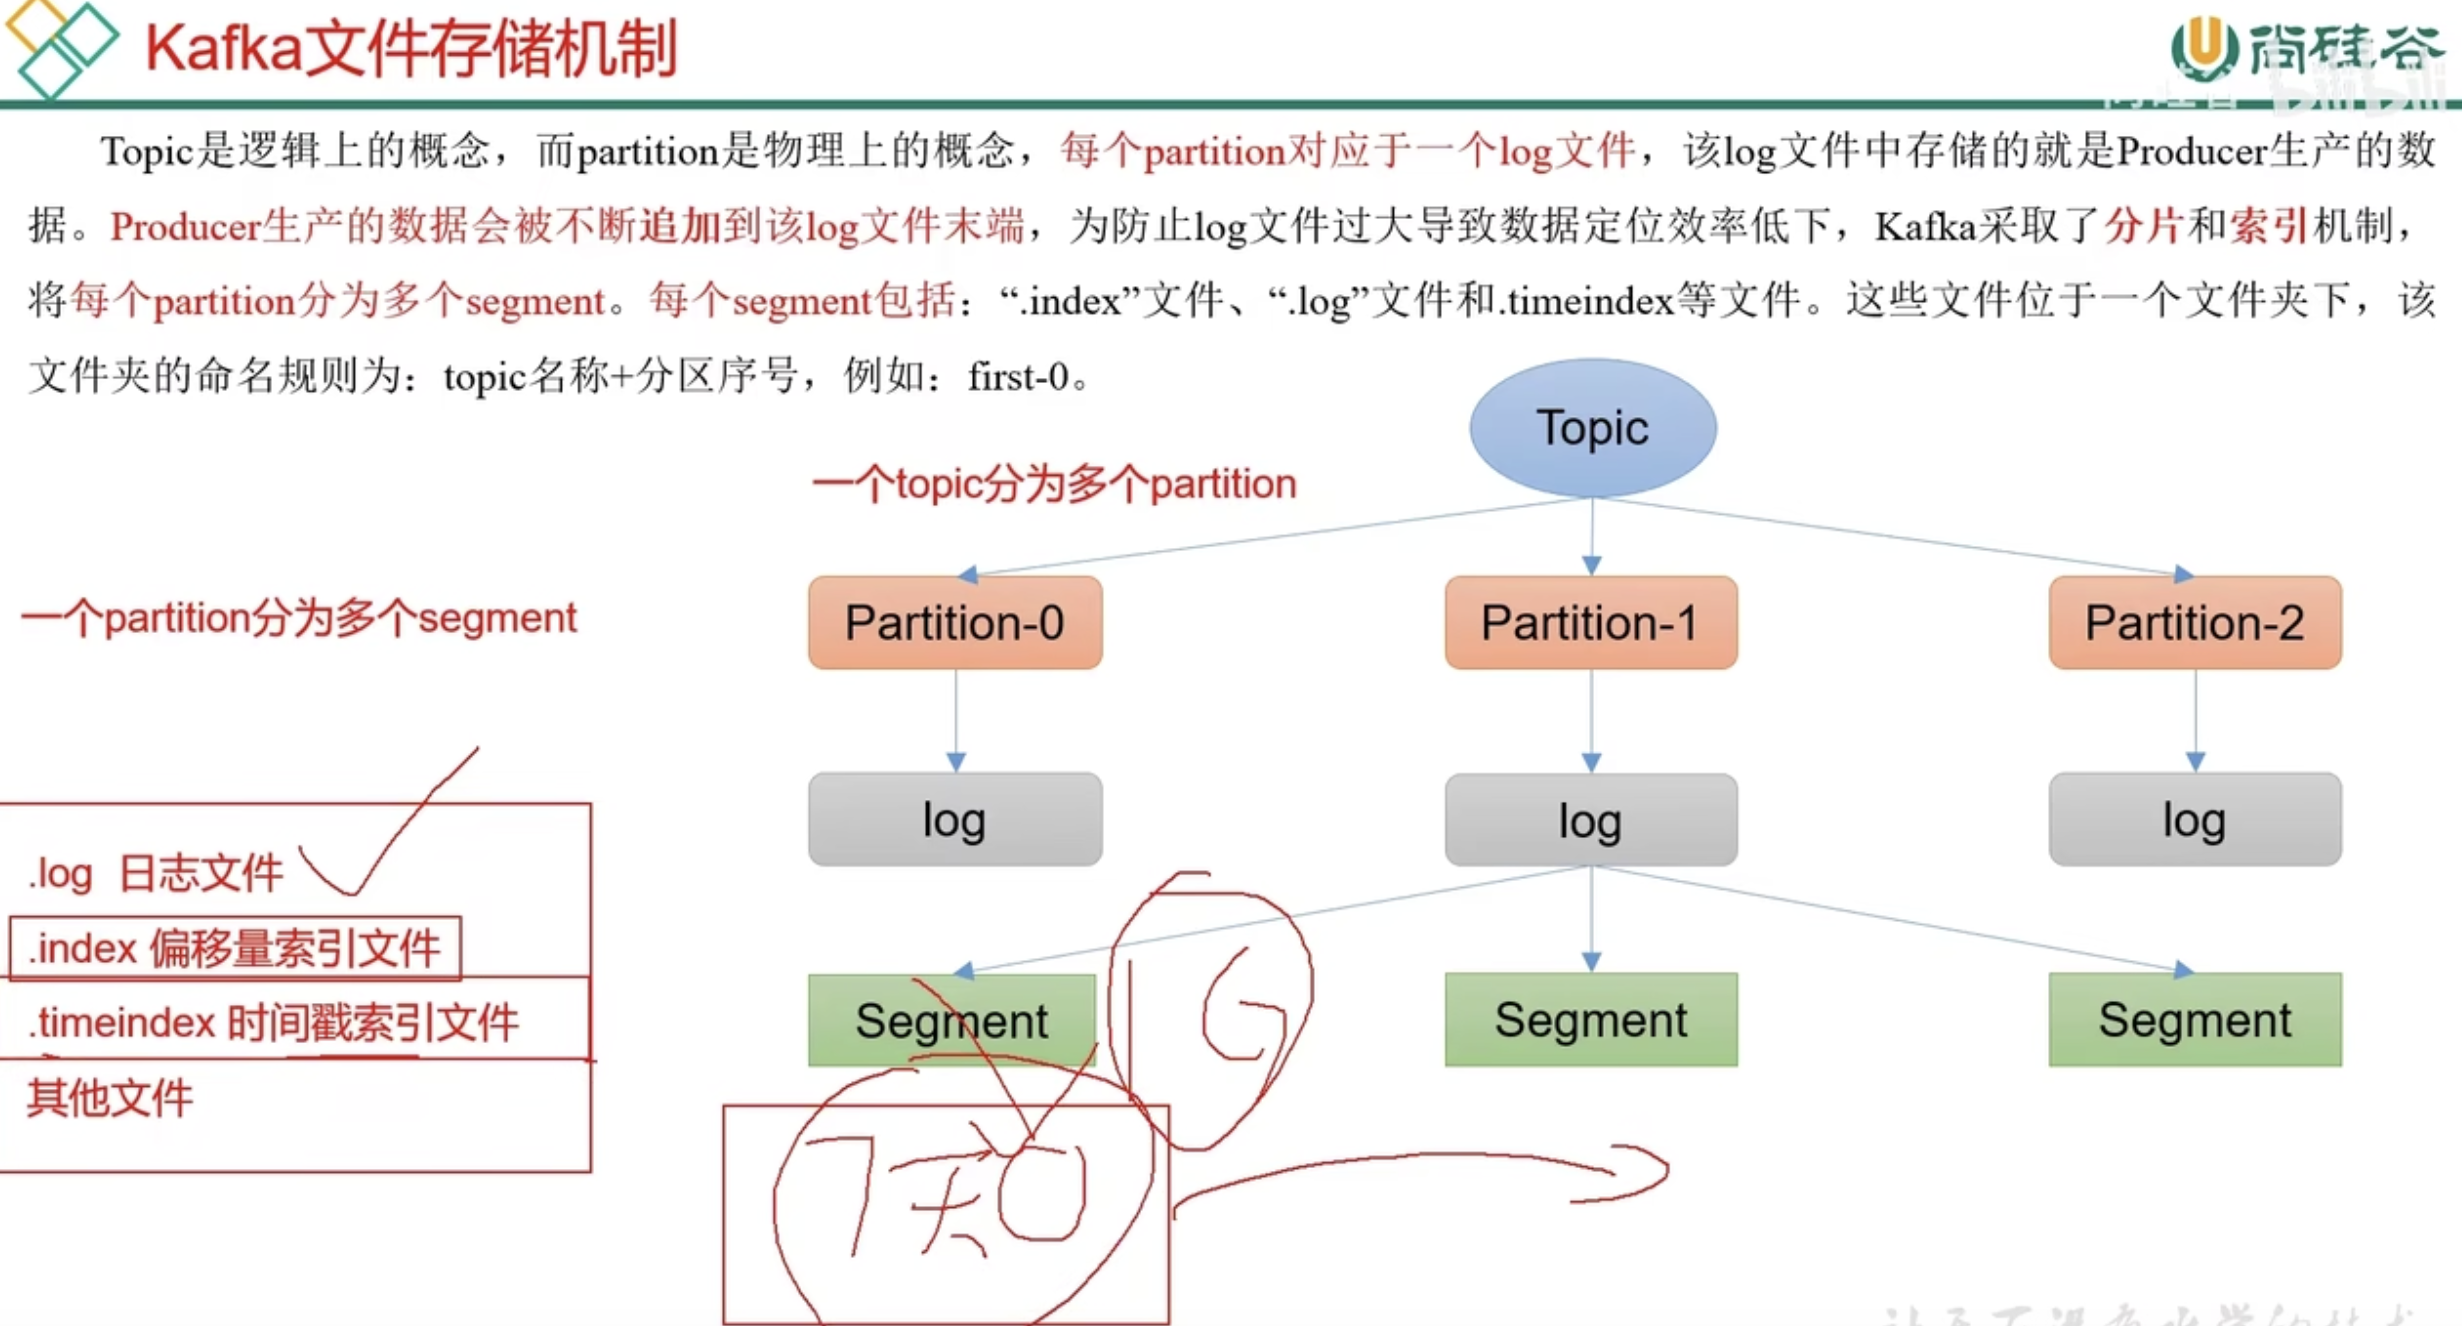 Kafka文件存储机制
尚硅谷
bilibili
Topic是逻辑上的概念，而partition是物理上的概念，每个partition对应于一个log文件，该log文件中存储的就是Producer生产的数
据。Producer生产的数据会被不断追加到该log文件末端，为防止log文件过大导致数据定位效率低下，Kafka采取了分片和索引机制，
将每个partition分为多个segment。每个segment包括：“.index”文件、“.log”文件和.timeindex等文件。这些文件位于一个文件夹下，该
文件夹的命名规则为：topic名称+分区序号，例如：first-0。
Topic
一个topic分为多个partition
一个partition分为多个segment
Partition-0
Partition-1
Partition-2
log
log
log
.log 日志文件
.index 偏移量索引文件
.timeindex 时间戳索引文件
其他文件
Segment
Segment
Segment
1G
7天